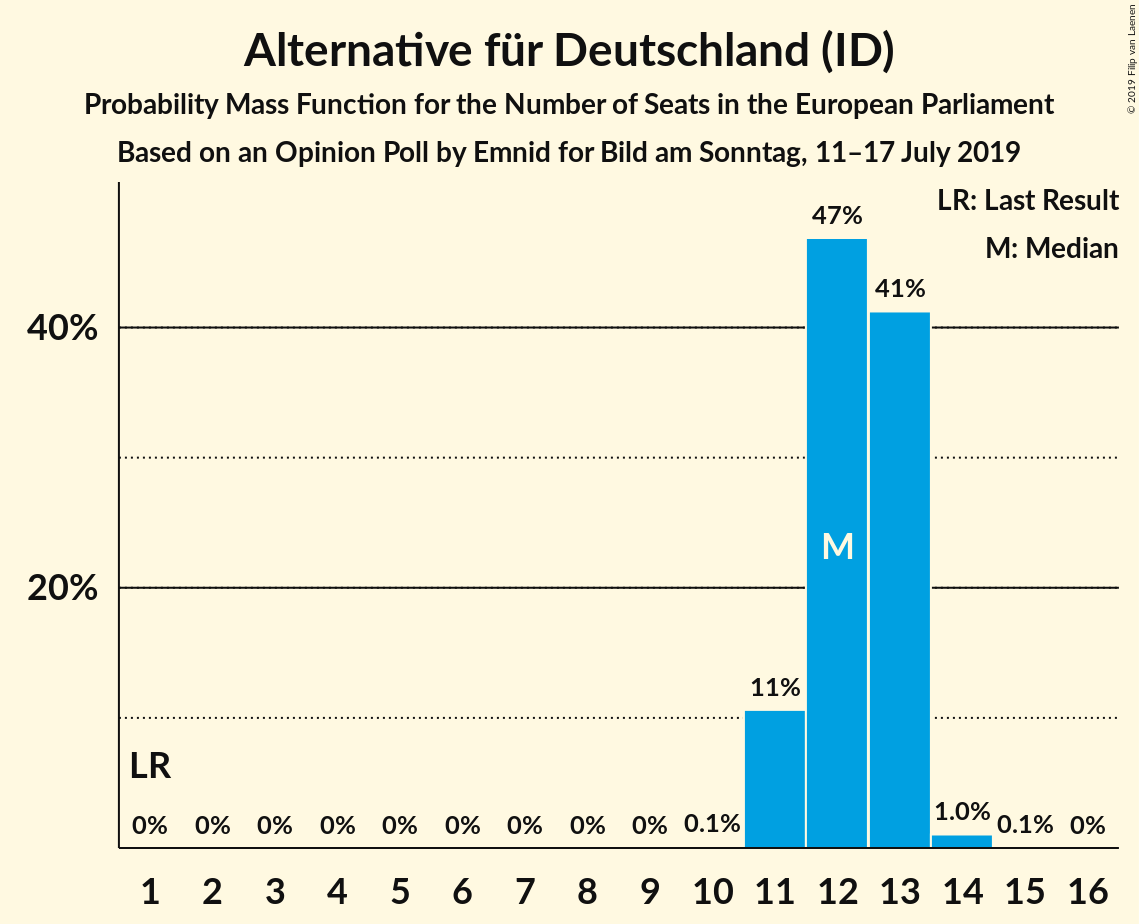 Alternative für Deutschland (ID)
Probability Mass Function for the Number of Seats in the European Parliament
Based on an Opinion Poll by Emnid for Bild am Sonntag, 11–17 July 2019
© 2019 Filip van Laenen
LR: Last Result
M: Median
47%
41%
40%
M
20%
11%
LR
0% 0% 0% 0% 0% 0% 0% 0% 0% 0.1% 1.0% 0.1% 0%
1 2 3 4 5 6 7 8 9 10 11 12 13 14 15 16